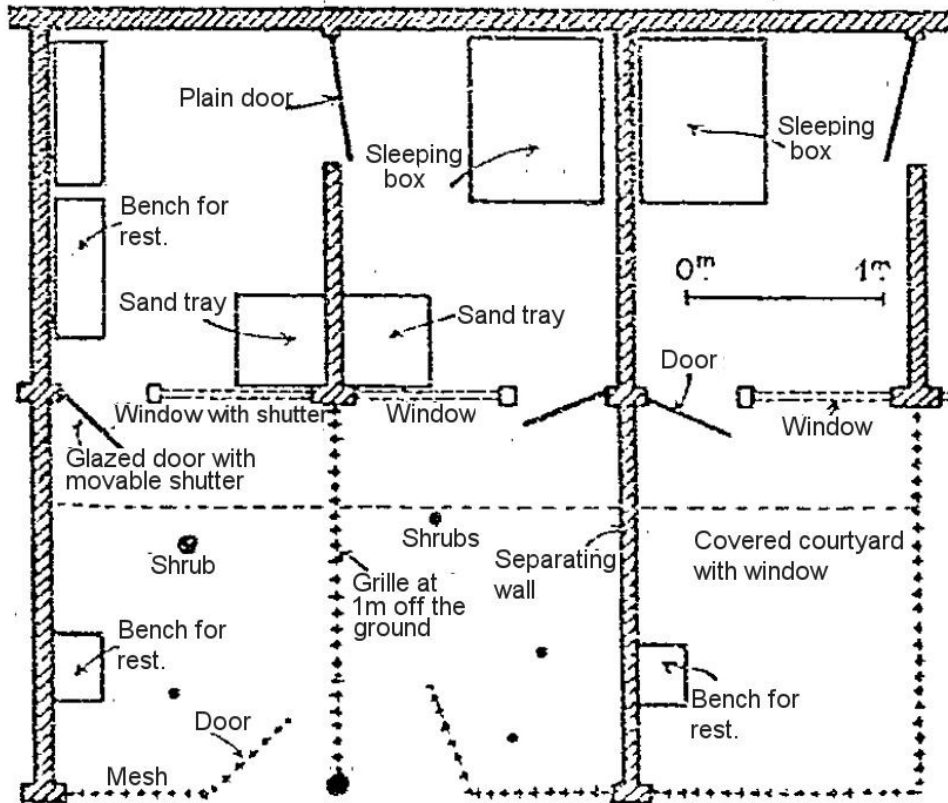 Plain door
Sleeping
box
Sleeping
box
Bench for
rest.
0m
1m
Sand tray
Sand tray
Door
Window with shutter
Window
Window
Glazed door with
movable shutter
Shrub
Shrubs
Separating
wall
Covered courtyard
with window
Grille at
1m off the
ground
Bench for
rest.
Bench for
rest.
Door
Mesh